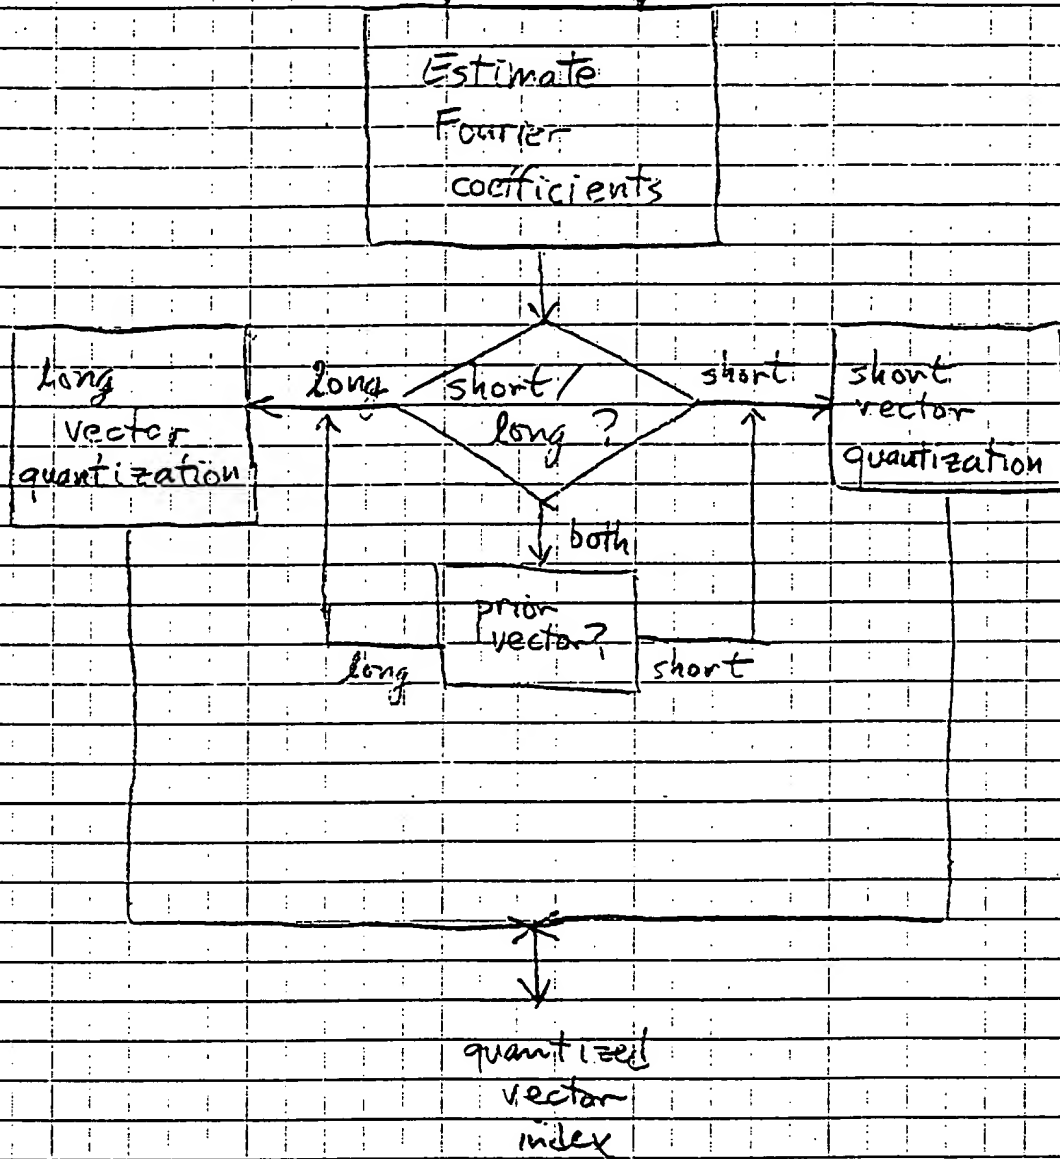 Estimate
Fourier
coefficients
long
short /
long ?
short
Long
vector
quantization
short
vector
quantization
both
prior
vector?
long
short
quantized
vector
index